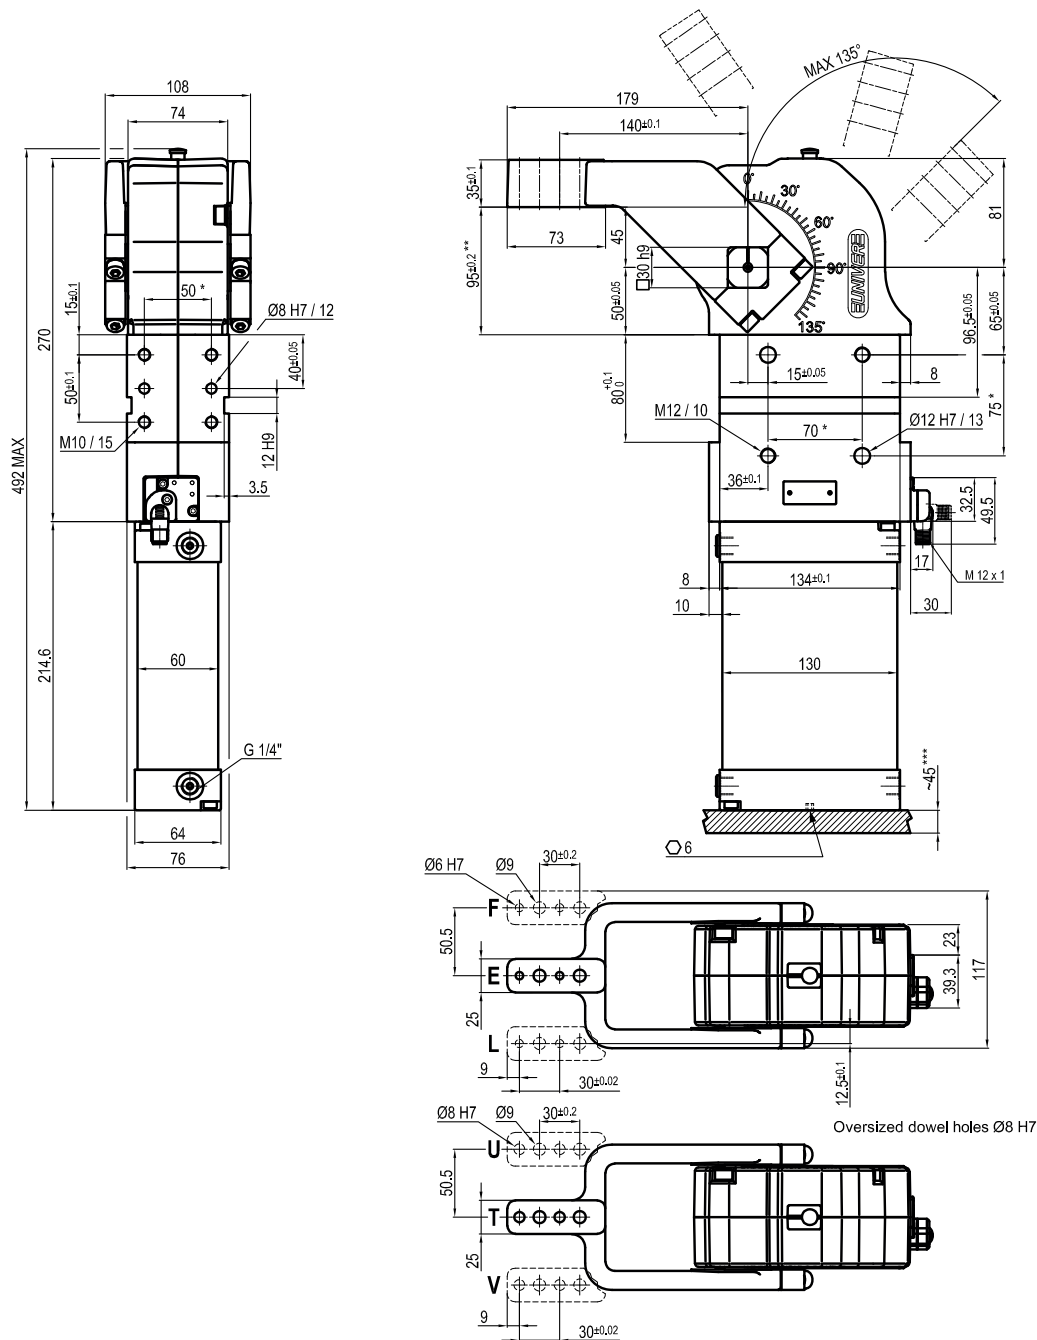 108
74
179
140±0.1
MAX 135°
35±0.1
73
45
95±0.2 **
□30 h9
50±0.05
0°
30°
60°
90°
135°
UNIVER
81
65±0.05
96.5±0.05
75 *
15±0.1
50 *
Ø8 H7 / 12
270
40±0.05
50±0.1
M10 / 15
12 H9
3.5
492 MAX
80 +0.1 0
15±0.05
8
M12 / 10
70 *
Ø12 H7 / 13
36±0.1
32.5
49.5
17
M 12 x 1
30
8
134±0.1
10
214.6
60
130
G 1/4"
~45 ***
64
76
6
Ø6 H7
Ø9
30±0.2
F
50.5
E
25
L
9
30±0.02
23
39.3
117
12.5±0.1
Oversized dowel holes Ø8 H7
Ø8 H7
Ø9
30±0.2
U
50.5
T
25
V
9
30±0.02